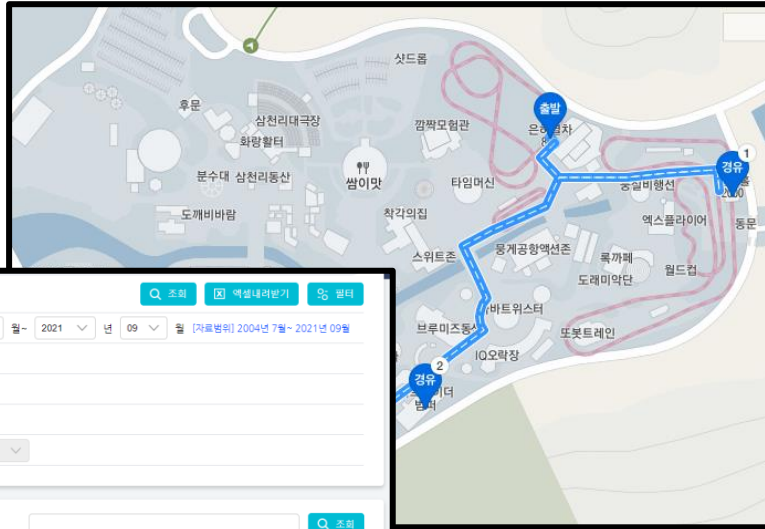 샷드롭
후문
삼천리대극장
깜짝모험관
출발
화랑활터
분수대 삼천리동산
쌈이맛
타임머신
1
경유
도깨비바람
착각의집
엑스플라이어
동문
스위트존
뭉게공항액션존
록까페
월드컵
도래미악단
브루미즈동산
또봇트레인
IQ오락장
2
경유
범퍼
조회 엑셀내려받기 필터
월~ 2021 년 09 월 [자료범위] 2004년 7월~ 2021년 09월
조회